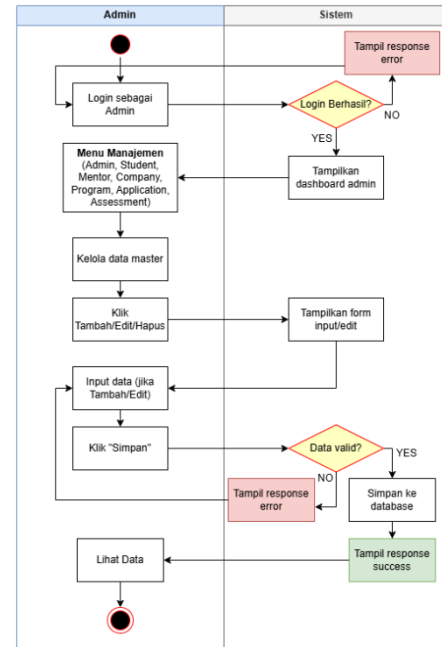 Admin
Sistem
Tampil response
error
Login sebagai
Admin
Login Berhasil?
NO
YES
Menu Manajemen
(Admin, Student,
Mentor, Company,
Program, Application,
Assessment)
Tampilkan
dashboard admin
Kelola data master
Klik
Tambah/Edit/Hapus
Tampilkan form
input/edit
Input data (jika
Tambah/Edit)
Klik "Simpan"
Data valid?
YES
NO
Tampil response
error
Simpan ke
database
Lihat Data
Tampil response
success